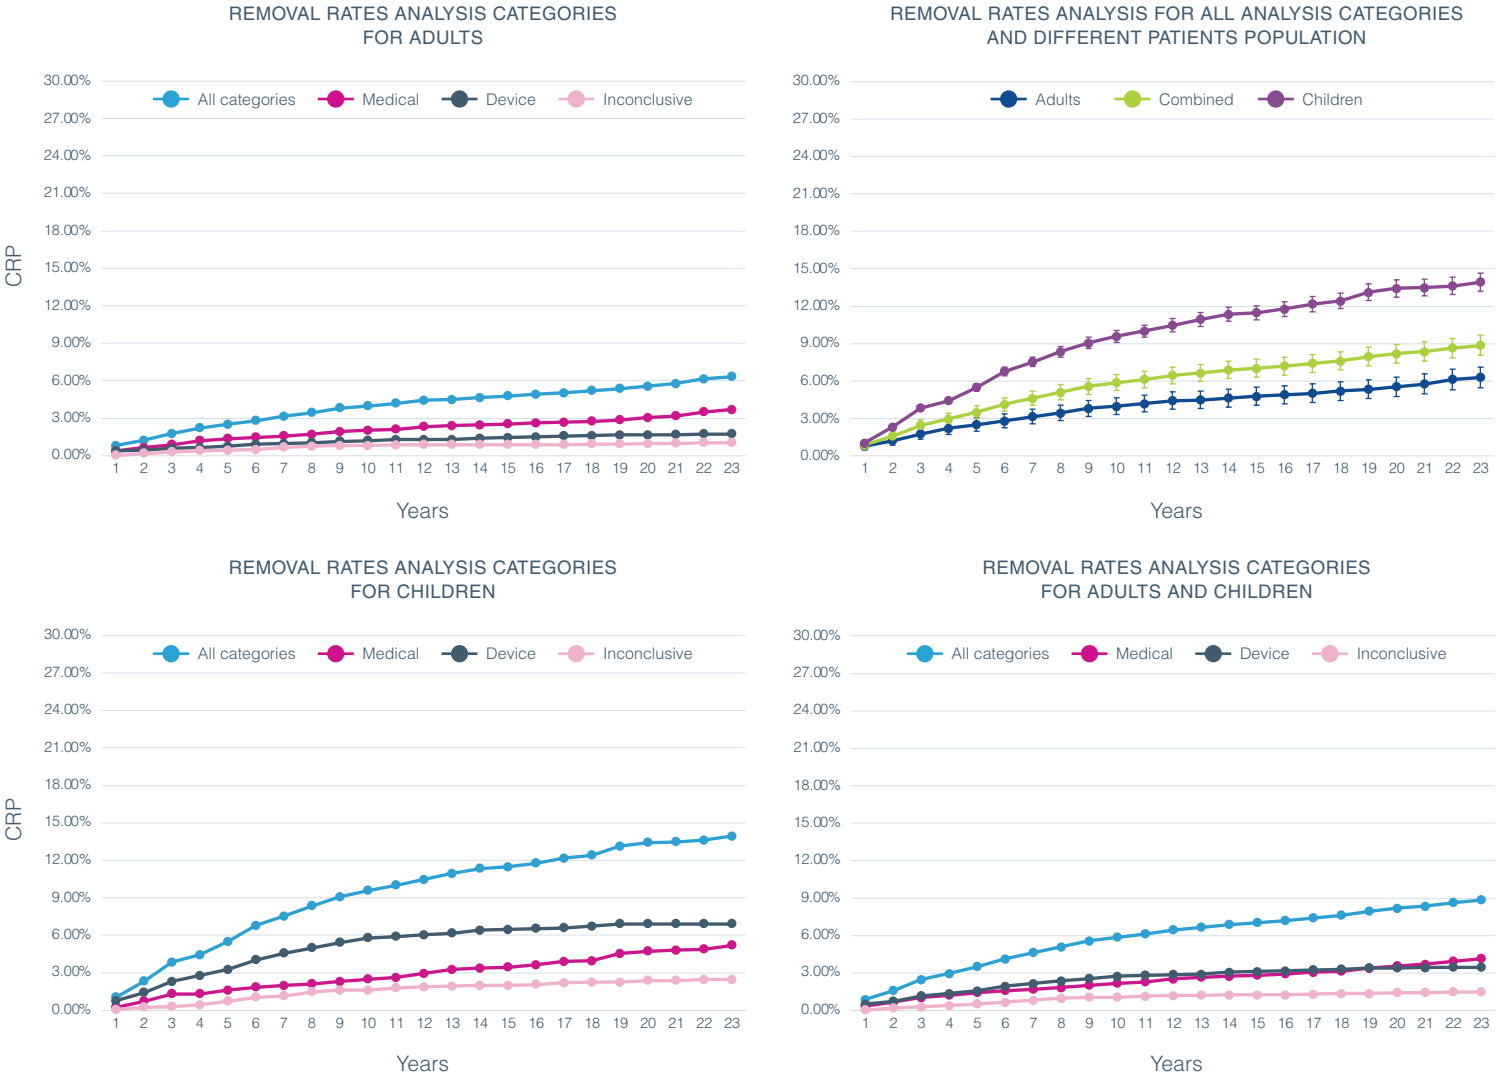 REMOVAL RATES ANALYSIS CATEGORIES
FOR ADULTS
30.00%
27.00%
24.00%
21.00%
18.00%
15.00%
12.00%
9.00%
6.00%
3.00%
0.00%
CRP
All categories Medical Device Inconclusive
1 2 3 4 5 6 7 8 9 10 11 12 13 14 15 16 17 18 19 20 21 22 23
Years
REMOVAL RATES ANALYSIS FOR ALL ANALYSIS CATEGORIES
AND DIFFERENT PATIENTS POPULATION
30.00%
27.00%
24.00%
21.00%
18.00%
15.00%
12.00%
9.00%
6.00%
3.00%
0.00%
Adults Combined Children
1 2 3 4 5 6 7 8 9 10 11 12 13 14 15 16 17 18 19 20 21 22 23
Years
REMOVAL RATES ANALYSIS CATEGORIES
FOR CHILDREN
30.00%
27.00%
24.00%
21.00%
18.00%
15.00%
12.00%
9.00%
6.00%
3.00%
0.00%
CRP
All categories Medical Device Inconclusive
1 2 3 4 5 6 7 8 9 10 11 12 13 14 15 16 17 18 19 20 21 22 23
Years
REMOVAL RATES ANALYSIS CATEGORIES
FOR ADULTS AND CHILDREN
30.00%
27.00%
24.00%
21.00%
18.00%
15.00%
12.00%
9.00%
6.00%
3.00%
0.00%
All categories Medical Device Inconclusive
1 2 3 4 5 6 7 8 9 10 11 12 13 14 15 16 17 18 19 20 21 22 23
Years